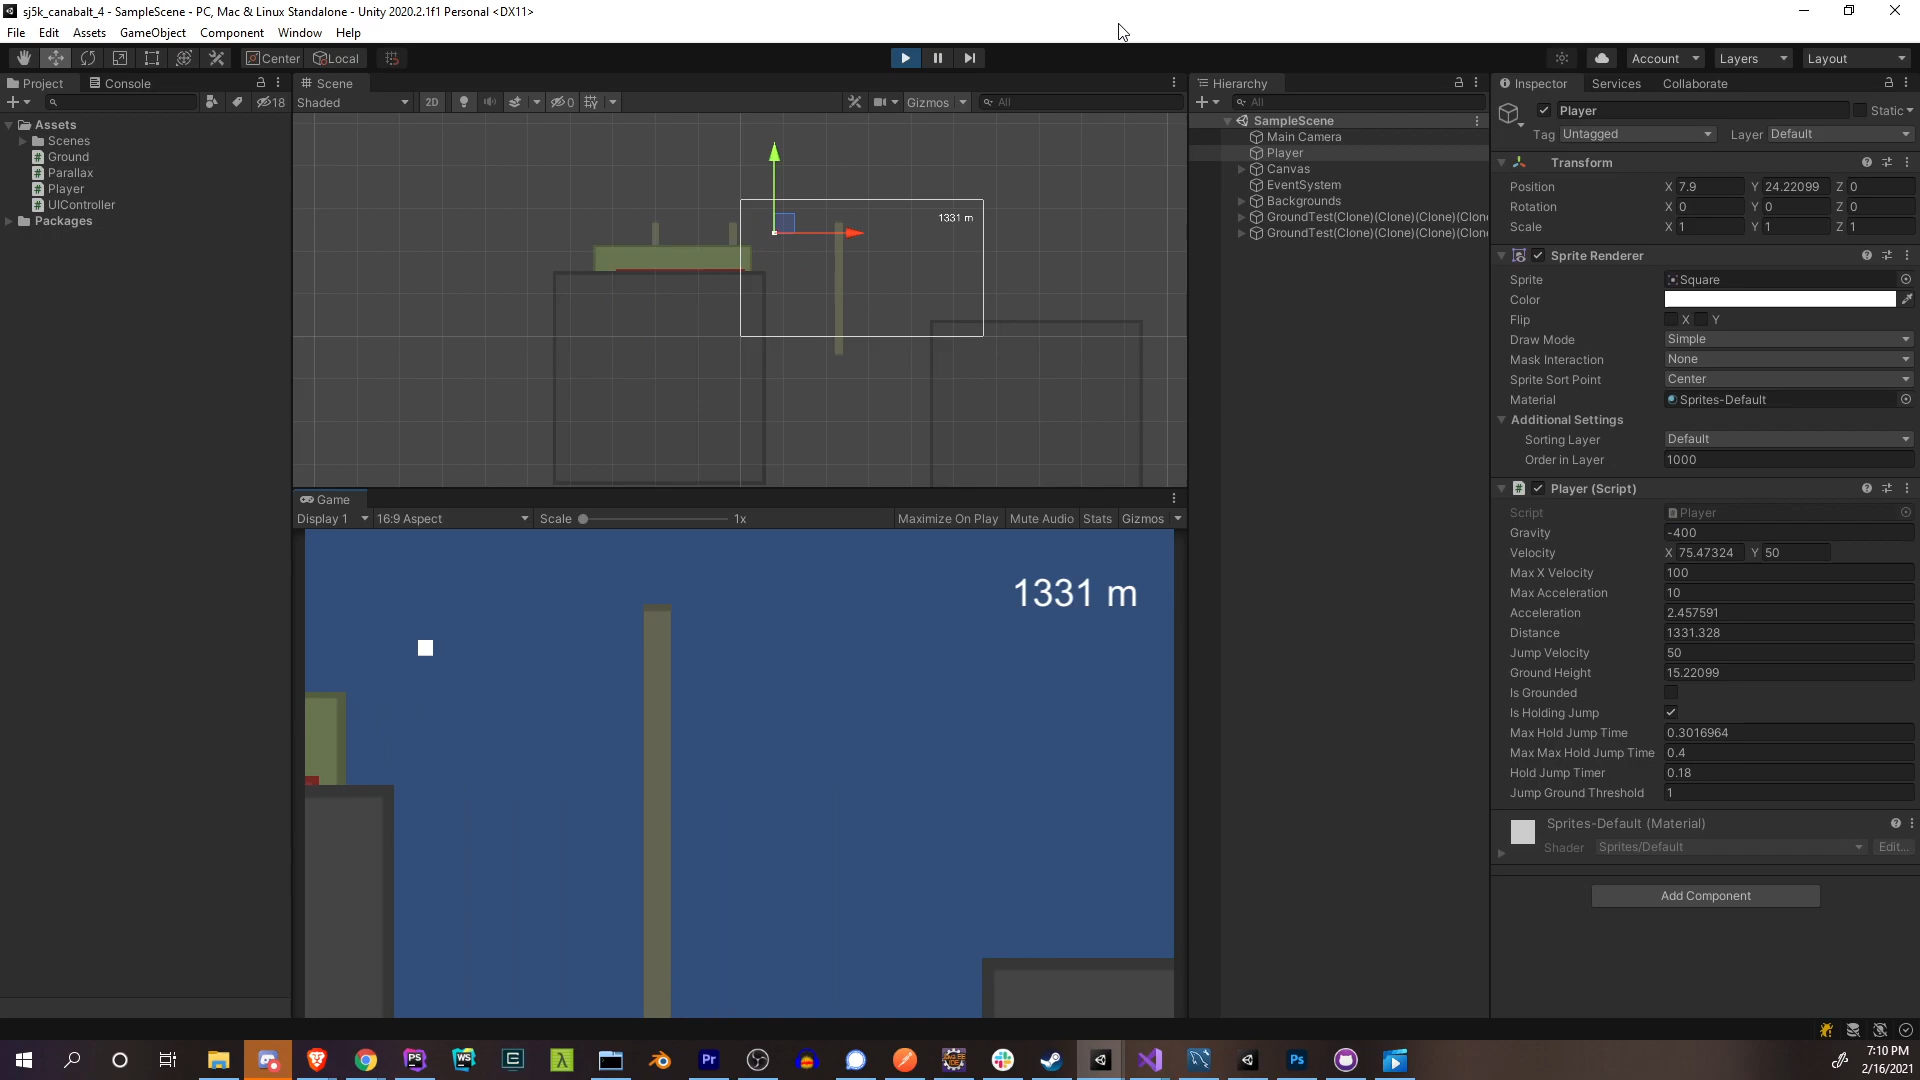 sj5k_canabalt_4 - SampleScene - PC, Mac & Linux Standalone - Unity 2020.2.1f1 Personal <DX11>
File Edit Assets GameObject Component Window Help
Center Local Account Layers Layout
Project Console
18
Assets
Scenes
Ground
Parallax
Player
UIController
Packages
Scene
Shaded 2D 0 Gizmos All
1331 m
Game
Display 1 16:9 Aspect Scale 1x Maximize On Play Mute Audio Stats Gizmos
1331 m
Hierarchy
All
SampleScene
Main Camera
Player
Canvas
EventSystem
Backgrounds
GroundTest(Clone)(Clone)(Clone)(Clone
GroundTest(Clone)(Clone)(Clone)(Clone
Inspector Services Collaborate
Player Static
Tag Untagged Layer Default
Transform
Position X 7.9 Y 24.22099 Z 0
Rotation X 0 Y 0 Z 0
Scale X 1 Y 1 Z 1
Sprite Renderer
Sprite Square
Color
Flip X Y
Draw Mode Simple
Mask Interaction None
Sprite Sort Point Center
Material Sprites-Default
Additional Settings
Sorting Layer Default
Order in Layer 1000
Player (Script)
Script Player
Gravity -400
Velocity X 75.47324 Y 50
Max X Velocity 100
Max Acceleration 10
Acceleration 2.457591
Distance 1331.328
Jump Velocity 50
Ground Height 15.22099
Is Grounded
Is Holding Jump
Max Hold Jump Time 0.3016964
Max Max Hold Jump Time 0.4
Hold Jump Timer 0.18
Jump Ground Threshold 1
Sprites-Default (Material)
Shader Sprites/Default Edit...
Add Component
PS WS Pr Ps
7:10 PM
2/16/2021